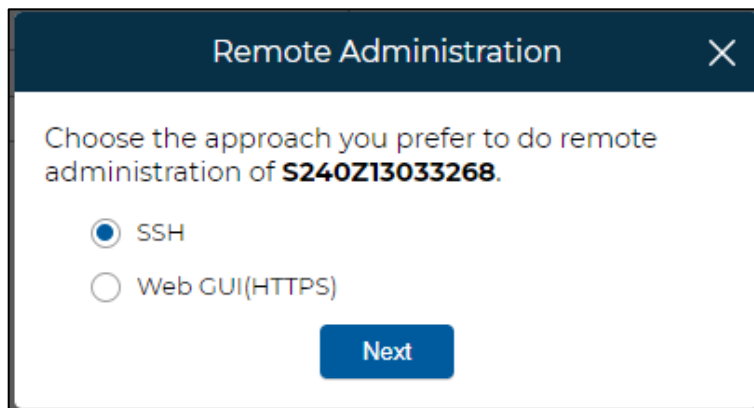 Remote Administration
Choose the approach you prefer to do remote
administration of S240Z13033268.
SSH
Web GUI(HTTPS)
Next